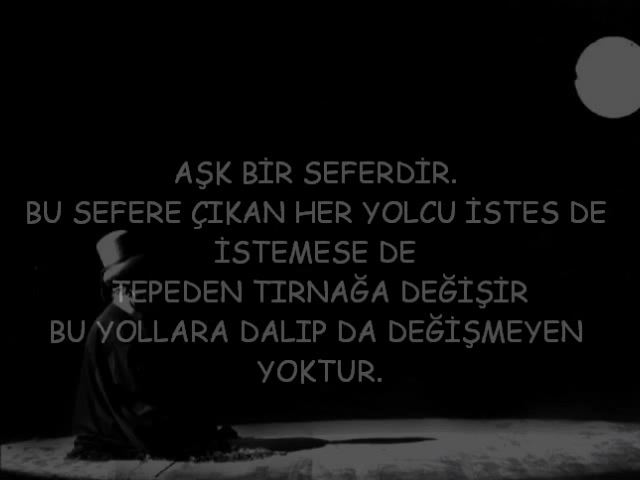 AŞK BİR SEFERDİR.
BU SEFERE ÇIKAN HER YOLCU İSTES DE
İSTEMESE DE
TEPEDEN TIRNAĞA DEĞİŞİR
BU YOLLARA DALIP DA DEĞİŞMEYEN
YOKTUR.